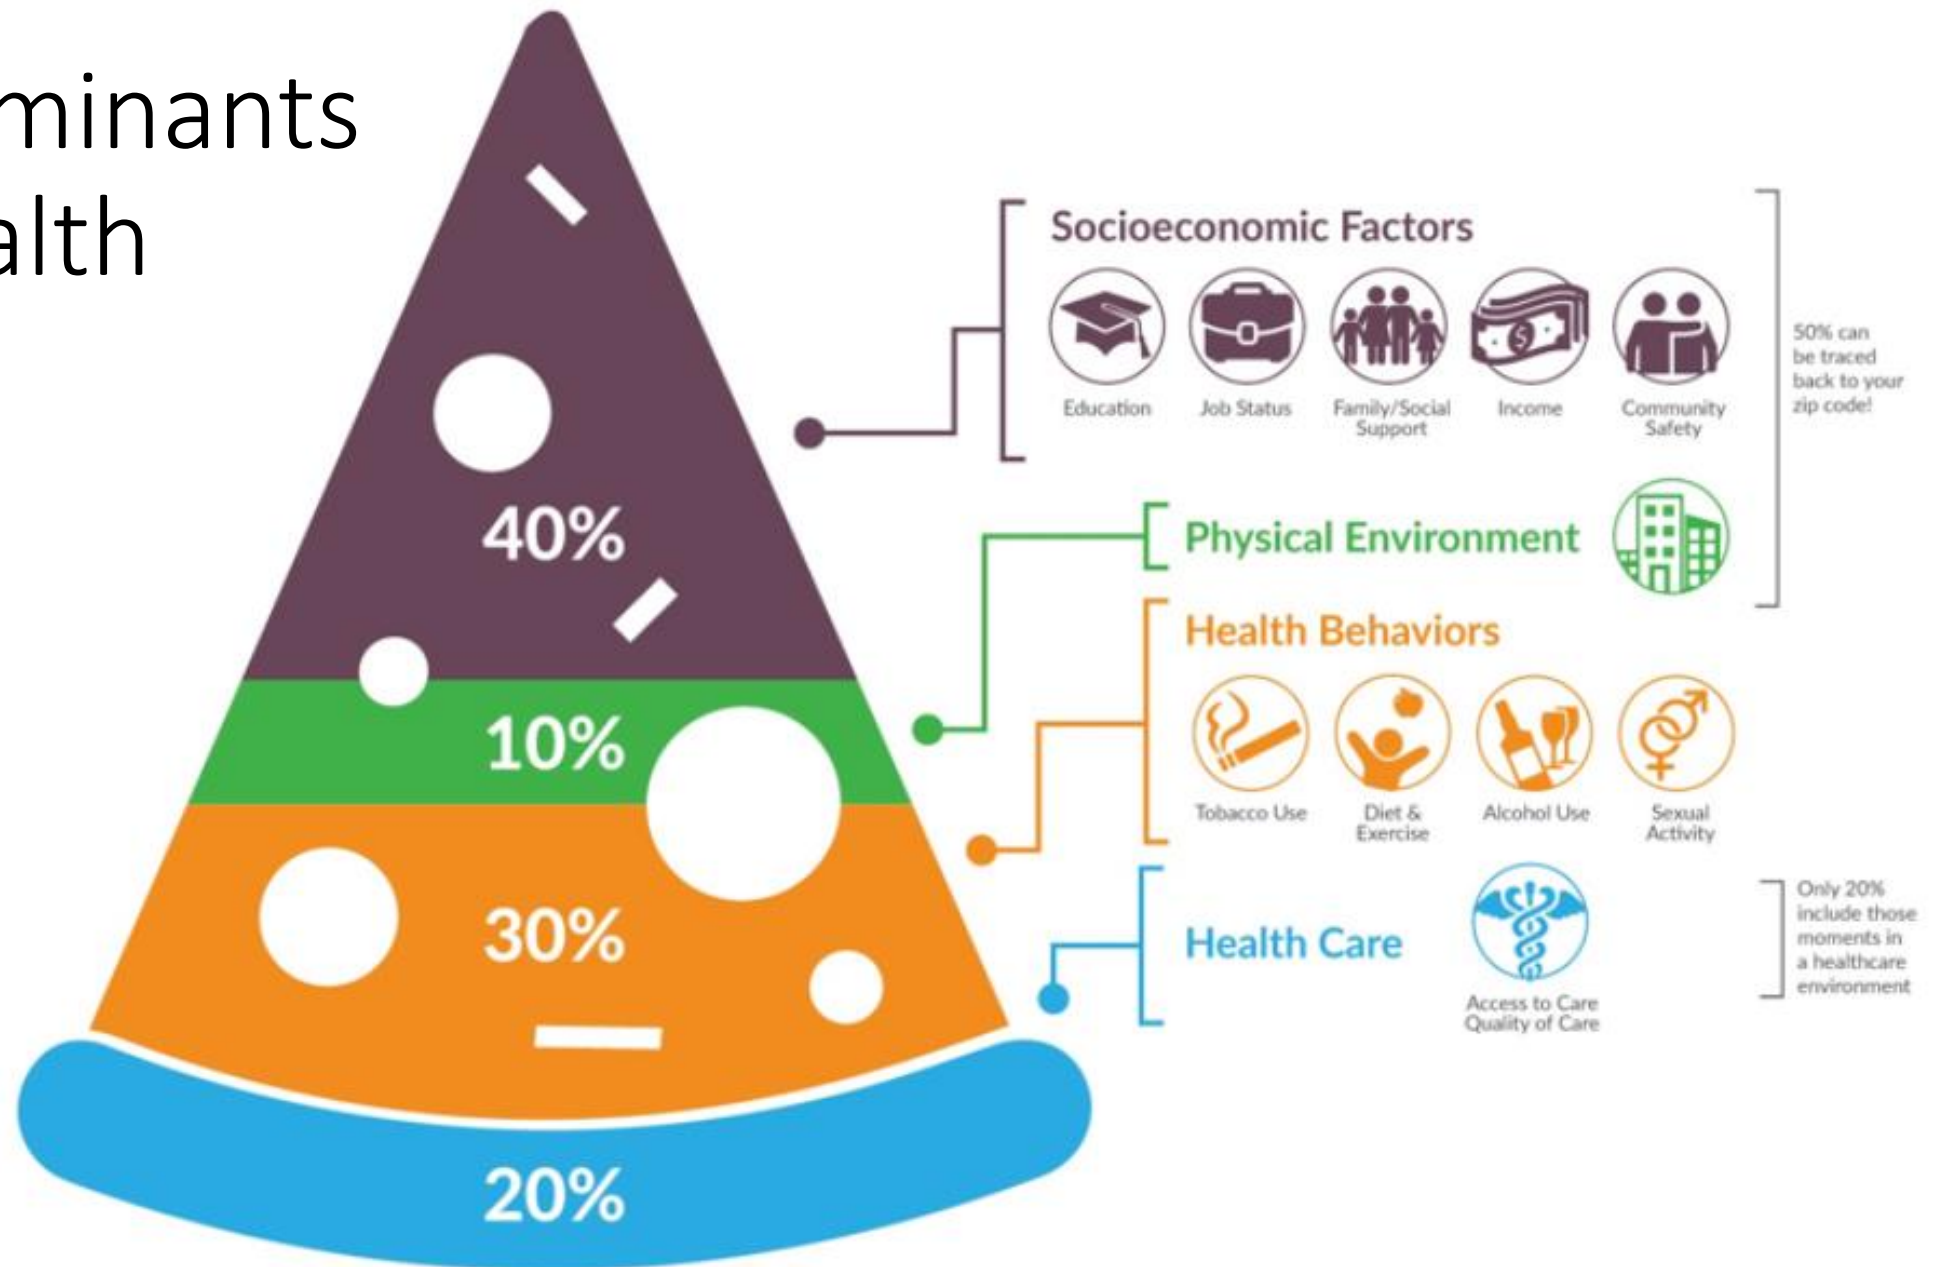 minants
alth
Socioeconomic Factors
Education
Job Status
Family/Social
Support
Income
Community
Safety
50% can
be traced
back to your
zip code!
40%
Physical Environment
Health Behaviors
10%
Tobacco Use
Diet &
Exercise
Alcohol Use
Sexual
Activity
30%
Health Care
Access to Care
Quality of Care
Only 20%
include those
moments in
a healthcare
environment
20%